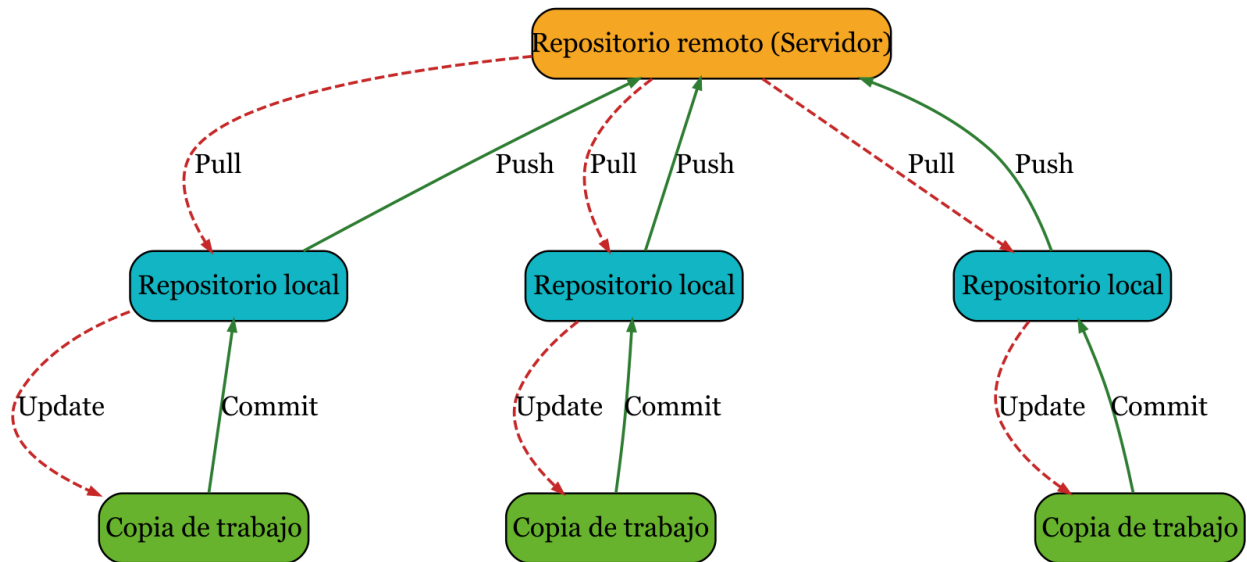 Repositorio remoto (Servidor)
Pull
Push
Pull
Push
Pull
Push
Repositorio local
Repositorio local
Repositorio local
Update
Commit
Update
Commit
Update
Commit
Copia de trabajo
Copia de trabajo
Copia de trabajo